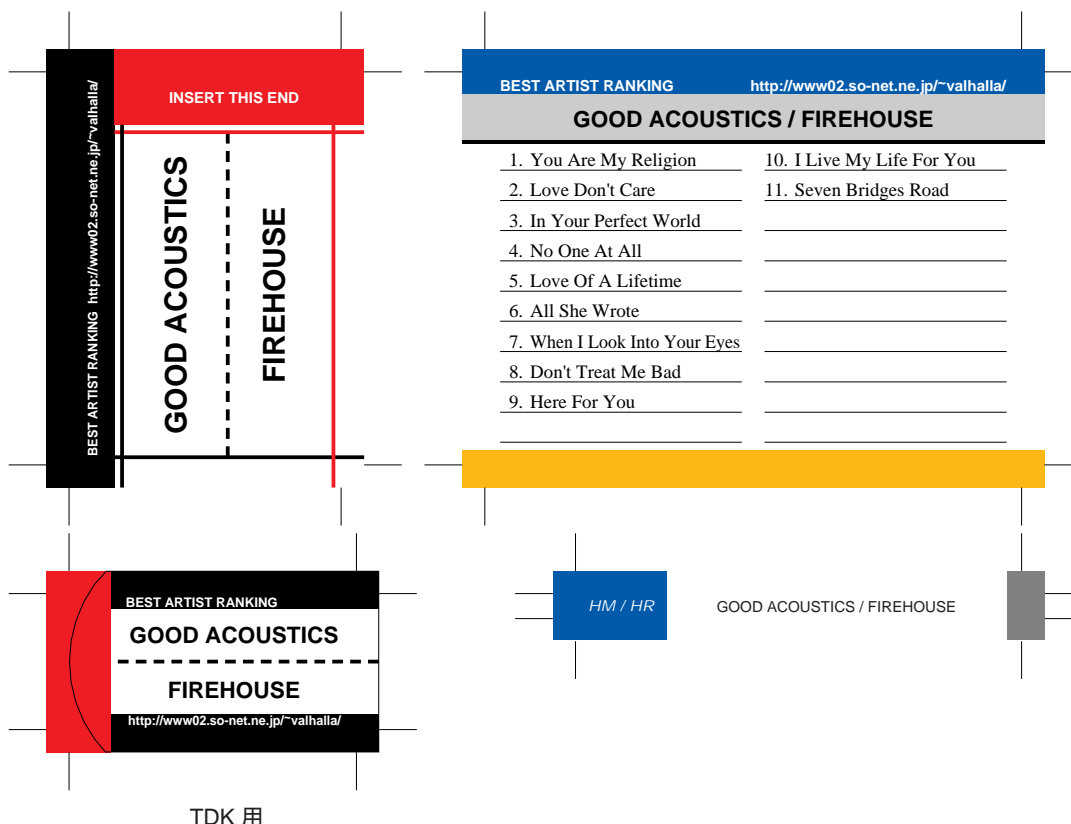 BEST ARTIST RANKING http://www02.so-net.ne.jp/~valhalla/
INSERT THIS END
GOOD ACOUSTICS
FIREHOUSE
BEST ARTIST RANKING http://www02.so-net.ne.jp/~valhalla/
GOOD ACOUSTICS / FIREHOUSE
1. You Are My Religion
2. Love Don't Care
3. In Your Perfect World
4. No One At All
5. Love Of A Lifetime
6. All She Wrote
7. When I Look Into Your Eyes
8. Don't Treat Me Bad
9. Here For You
10. I Live My Life For You
11. Seven Bridges Road
BEST ARTIST RANKING
GOOD ACOUSTICS
FIREHOUSE
http://www02.so-net.ne.jp/~valhalla/
TDK 用
HM / HR
GOOD ACOUSTICS / FIREHOUSE